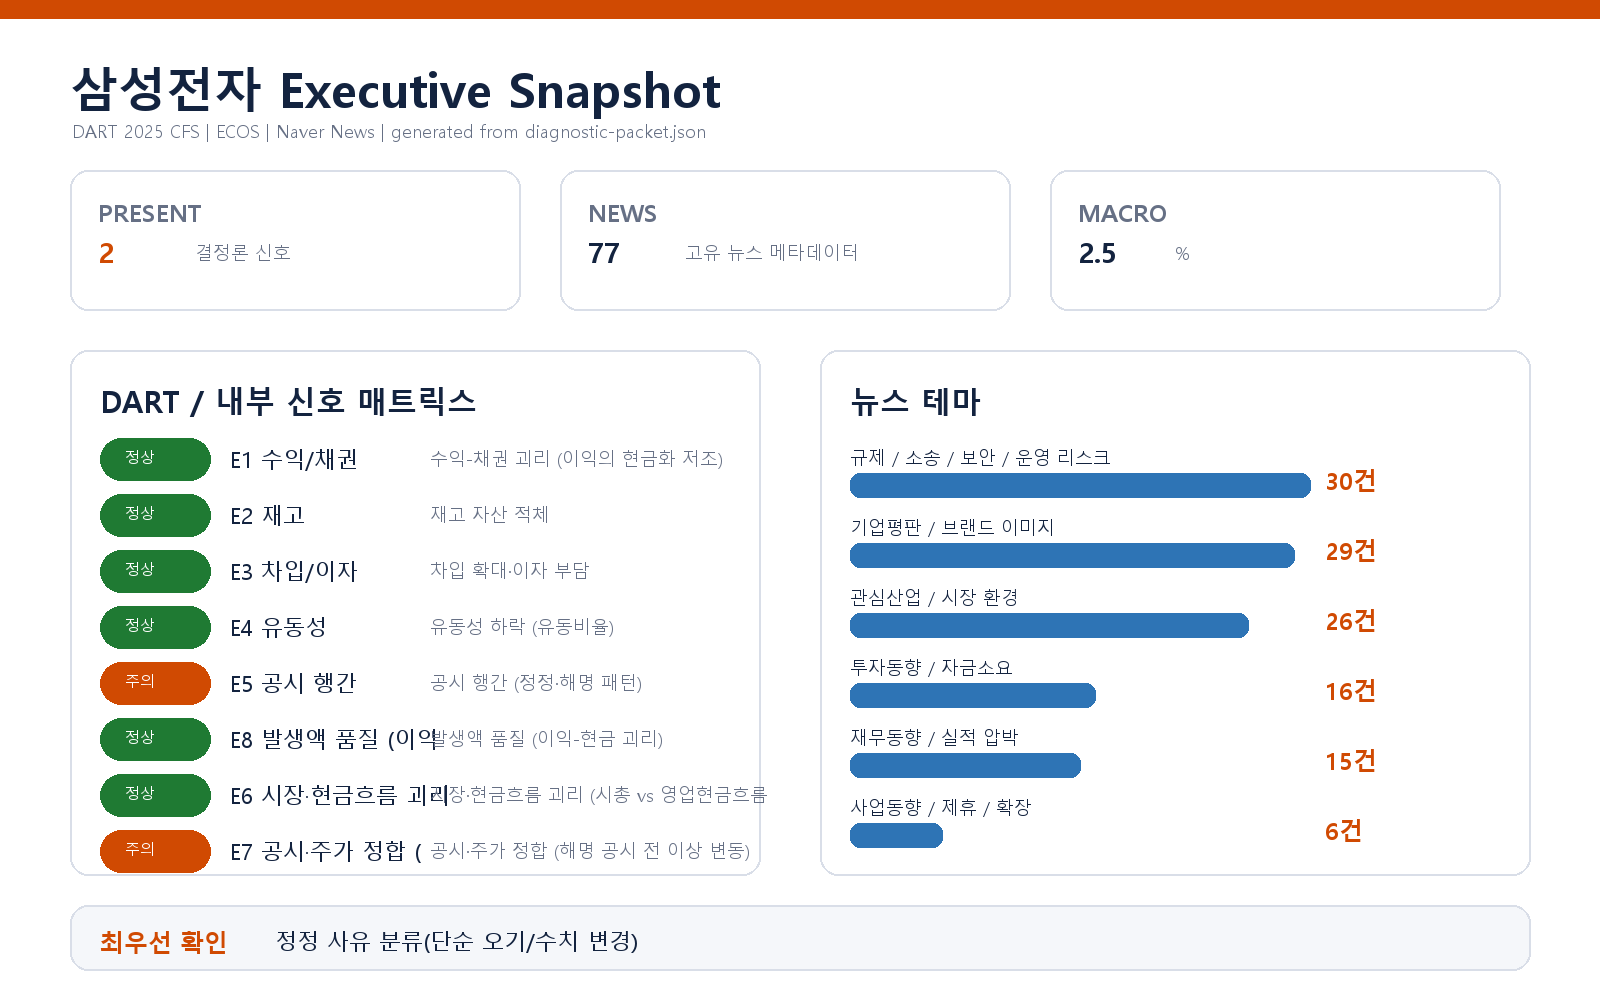 삼성전자 Executive Snapshot
DART 2025 CFS | ECOS | Naver News | generated from diagnostic-packet.json
PRESENT
2 결정론 신호
NEWS
77 고유 뉴스 메타데이터
MACRO
2.5 %
DART / 내부 신호 매트릭스
정상 E1 수익/채권 수익-채권 괴리 (이익의 현금화 저조)
정상 E2 재고 재고 자산 적체
정상 E3 차입/이자 차입 확대·이자 부담
정상 E4 유동성 유동성 하락 (유동비율)
주의 E5 공시 행간 공시 행간 (정정·해명 패턴)
정상 E8 발생액 품질 (이익 발생액 품질 (이익-현금 괴리)
정상 E6 시장·현금흐름 괴리 시장·현금흐름 괴리 (시총 vs 영업현금흐름
주의 E7 공시·주가 정합 ( 공시·주가 정합 (해명 공시 전 이상 변동)
뉴스 테마
규제 / 소송 / 보안 / 운영 리스크
30건
기업평판 / 브랜드 이미지
29건
관심산업 / 시장 환경
26건
투자동향 / 자금소요
16건
재무동향 / 실적 압박
15건
사업동향 / 제휴 / 확장
6건
최우선 확인 정정 사유 분류(단순 오기/수치 변경)